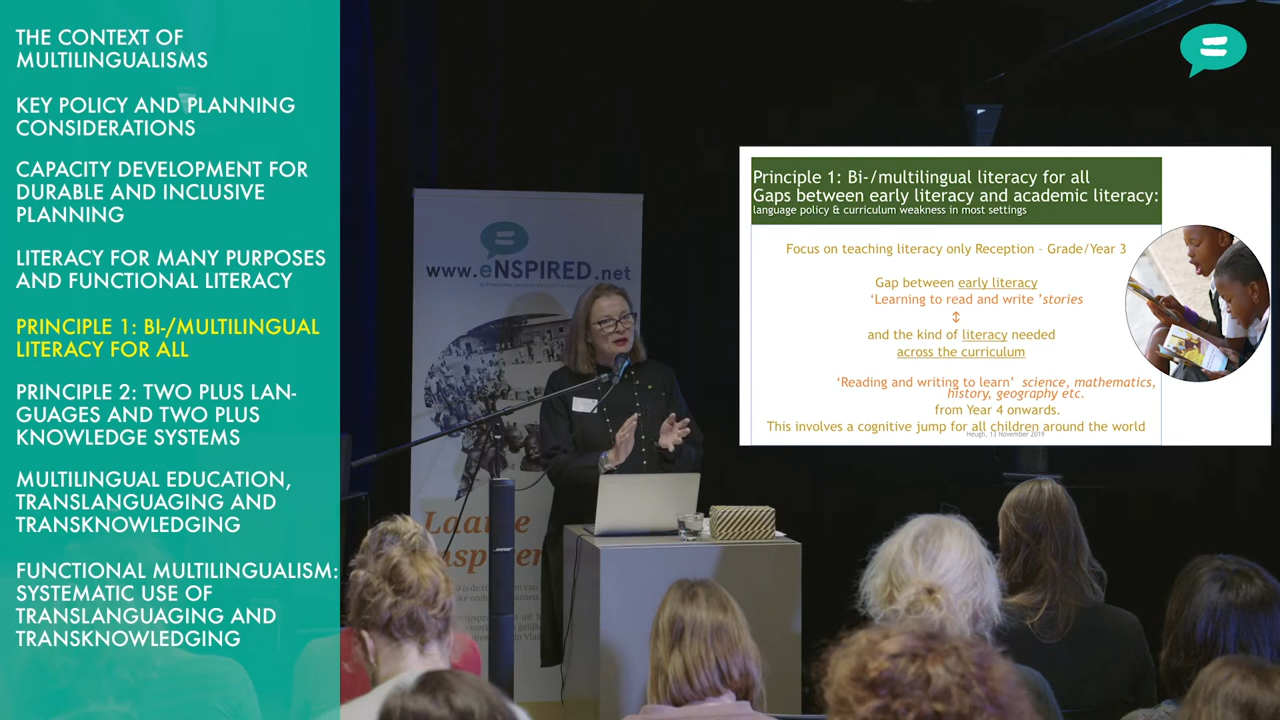 THE CONTEXT OF
MULTILINGUALISMS
KEY POLICY AND PLANNING
CONSIDERATIONS
CAPACITY DEVELOPMENT FOR
DURABLE AND INCLUSIVE
PLANNING
LITERACY FOR MANY PURPOSES
AND FUNCTIONAL LITERACY
PRINCIPLE 1: BI-/MULTILINGUAL
LITERACY FOR ALL
PRINCIPLE 2: TWO PLUS LAN-
GUAGES AND TWO PLUS
KNOWLEDGE SYSTEMS
MULTILINGUAL EDUCATION,
TRANSLANGUAGING AND
TRANSKNOWLEDGING
FUNCTIONAL MULTILINGUALISM:
SYSTEMATIC USE OF
TRANSLANGUAGING AND
TRANSKNOWLEDGING
www.eNSPIRED.net
Principle 1: Bi-/multilingual literacy for all
Gaps between early literacy and academic literacy:
language policy & curriculum weakness in most settings
Focus on teaching literacy only Reception – Grade/Year 3
Gap between early literacy
‘Learning to read and write ’stories
↕
and the kind of literacy needed
across the curriculum
‘Reading and writing to learn’ science, mathematics,
history, geography etc.
from Year 4 onwards.
This involves a cognitive jump for all children around the world
Heugh, 13 November 2019